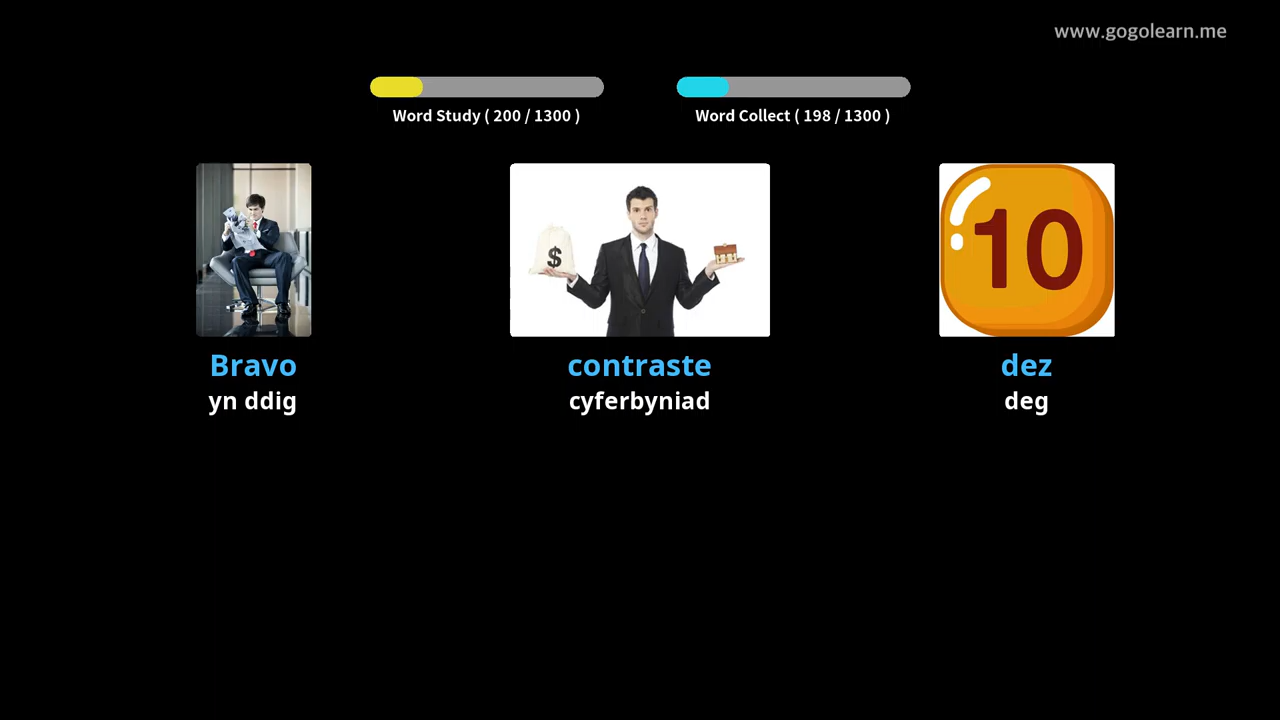 www.gogolearn.me
Word Study ( 200 / 1300 )
Word Collect ( 198 / 1300 )
$
10
Bravo
contraste
dez
yn ddig
cyferbyniad
deg